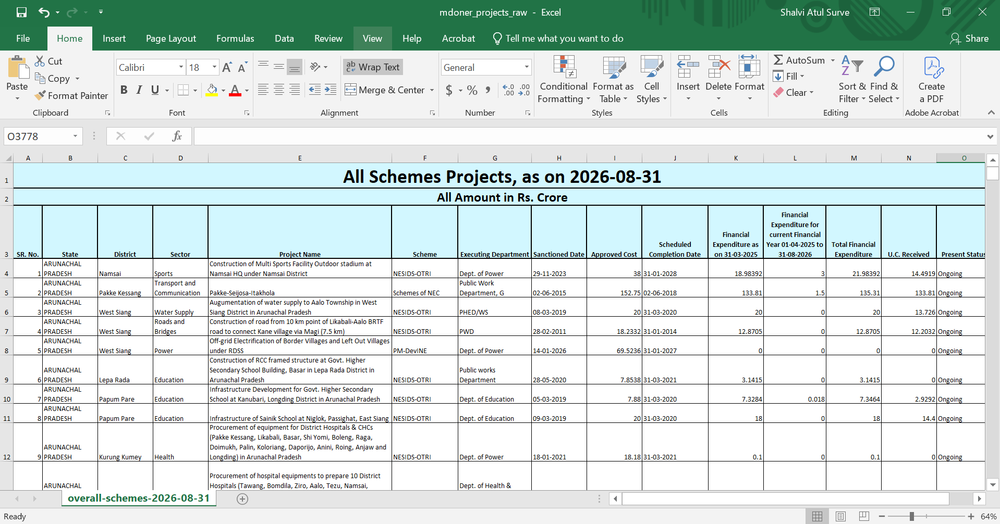 mdoner_projects_raw - Excel
Shalvi Atul Surve
File Home Insert Page Layout Formulas Data Review View Help Acrobat Tell me what you want to do Share
Paste
Cut
Copy
Format Painter
Clipboard
Calibri 18 A A
B I U A
Font
ab c Wrap Text
Merge & Center
Alignment
General
$ % , .0 .00 .00 .0
Number
Conditional Formatting
Format as Table
Cell Styles
Styles
Insert Delete Format
Cells
AutoSum
Fill
Clear
Sort & Filter
Find & Select
Editing
Create a PDF
Adobe Acrobat
O3778 fx
A B C D E F G H I J K L M N O
1 All Schemes Projects, as on 2026-08-31
2 All Amount in Rs. Crore
3 SR. No. State District Sector Project Name Scheme Executing Department Sanctioned Date Approved Cost Scheduled Completion Date Financial Expenditure as on 31-03-2025 Financial Expenditure for current Financial Year 01-04-2025 to 31-08-2026 Total Financial Expenditure U.C. Received Present Status
4 1 ARUNACHAL PRADESH Namsai Sports Construction of Multi Sports Facility Outdoor stadium at Namsai HQ under Namsai District NESIDS-OTRI Dept. of Power 29-11-2023 38 31-01-2028 18.98392 3 21.98392 14.4919 Ongoing
5 2 ARUNACHAL PRADESH Pakke Kessang Transport and Communication Pakke-Seijosa-Itakhola Schemes of NEC Public Work Department, G 02-06-2015 152.75 02-06-2018 133.81 1.5 135.31 133.81 Ongoing
6 3 ARUNACHAL PRADESH West Siang Water Supply Augumentation of water supply to Aalo Township in West Siang District in Arunachal Pradesh NESIDS-OTRI PHED/WS 08-03-2019 20 31-03-2020 20 0 20 13.726 Ongoing
7 4 ARUNACHAL PRADESH West Siang Roads and Bridges Construction of road from 10 km point of Likabali-Aalo BRTF road to connect Kane village via Magi (7.5 km) NESIDS-OTRI PWD 28-02-2011 18.2332 31-01-2014 12.8705 0 12.8705 12.2032 Ongoing
8 5 ARUNACHAL PRADESH West Siang Power Off-grid Electrification of Border Villages and Left Out Villages under RDSS PM-DevINE Dept. of Power 14-01-2026 69.5236 31-01-2027 0 0 0 0 Ongoing
9 6 ARUNACHAL PRADESH Lepa Rada Education Construction of RCC framed structure at Govt. Higher Secondary School Building, Basar in Lepa Rada District in Arunachal Pradesh NESIDS-OTRI Public works Department 28-05-2020 7.8538 31-03-2021 3.1415 0 3.1415 0 Ongoing
10 7 ARUNACHAL PRADESH Papum Pare Education Infrastructure Development for Govt. Higher Secondary School at Kanubari, Longding District in Arunachal Pradesh NESIDS-OTRI Dept. of Education 05-03-2019 7.88 31-03-2020 7.3284 0.018 7.3464 2.9292 Ongoing
11 8 ARUNACHAL PRADESH Papum Pare Education Infrastructure of Sainik School at Niglok, Passighat, East Siang NESIDS-OTRI Dept. of Education 09-03-2019 20 31-03-2020 18 0 18 14.4 Ongoing
12 9 ARUNACHAL PRADESH Kurung Kumey Health Procurement of equipment for District Hospitals & CHCs (Pakke Kessang, Likabali, Basar, Shi Yomi, Boleng, Raga, Doimukh, Palin, Koloriang, Daporijo, Anini, Roing, Anjaw and Longding) in Arunachal Pradesh NESIDS-OTRI Dept. of Power 18-01-2021 18.18 31-03-2021 0.1 0 0.1 0 Ongoing
ARUNACHAL Procurement of hospital equipments to prepare 10 District Hospitals (Tawang, Bomdila, Ziro, Aalo, Tezu, Namsai, Dept. of Health &
overall-schemes-2026-08-31
Ready 64%